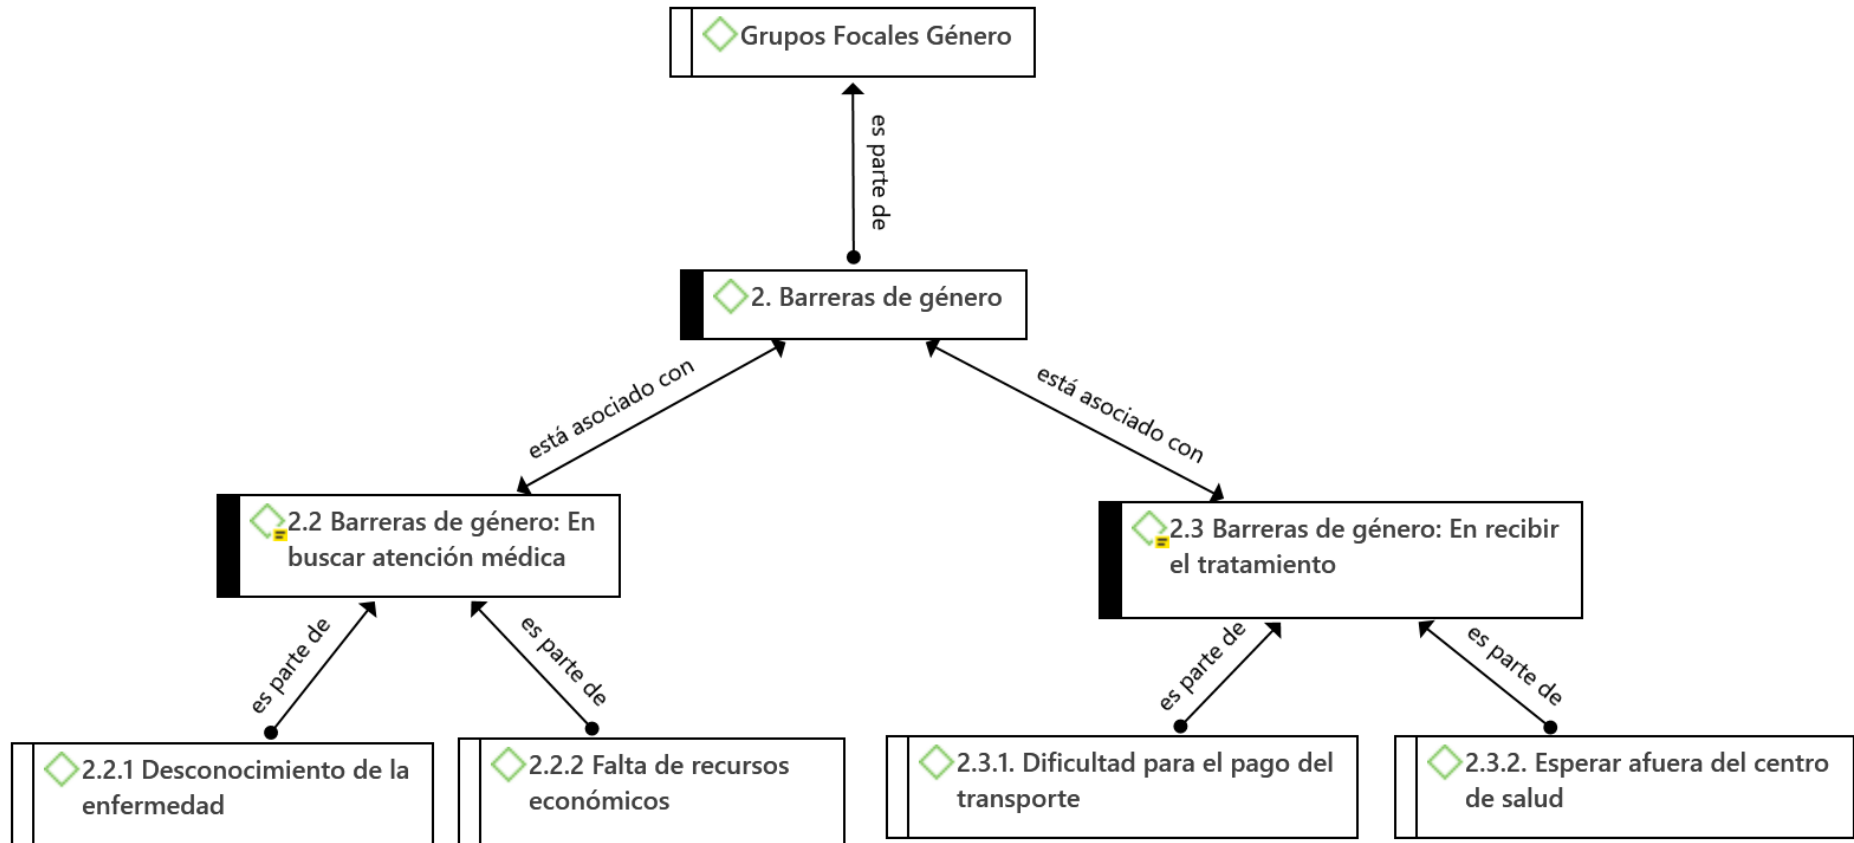 Grupos Focales Género
es parte de
2. Barreras de género
está asociado con
está asociado con
2.2 Barreras de género: En
buscar atención médica
2.3 Barreras de género: En recibir
el tratamiento
es parte de
es parte de
es parte de
es parte de
2.2.1 Desconocimiento de la
enfermedad
2.2.2 Falta de recursos
económicos
2.3.1. Dificultad para el pago del
transporte
2.3.2. Esperar afuera del centro
de salud